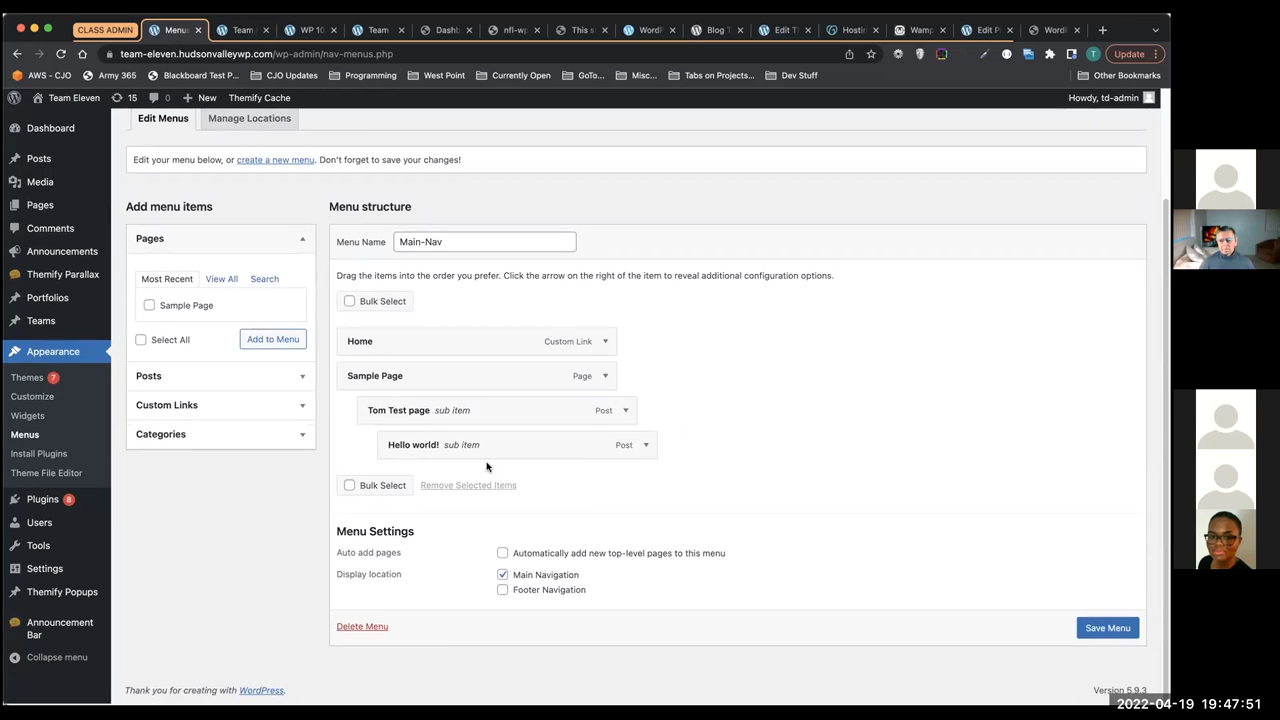 CLASS ADMIN
Menus
Team
WP 10
Team
Dashb
nfl-wp
This s
WordP
Blog T
Edit T
Hostin
Wamp
Edit P
WordP
team-eleven.hudsonvalleywp.com/wp-admin/nav-menus.php
T
Update
AWS - CJO
Army 365
Blackboard Test P...
CJO Updates
Programming
West Point
Currently Open
GoTo...
Misc...
Tabs on Projects...
Dev Stuff
Other Bookmarks
Team Eleven
15
0
New
Themify Cache
Howdy, td-admin
Dashboard
Posts
Media
Pages
Comments
Announcements
Themify Parallax
Portfolios
Teams
Appearance
Themes 7
Customize
Widgets
Menus
Install Plugins
Theme File Editor
Plugins 8
Users
Tools
Settings
Themify Popups
Announcement
Bar
Collapse menu
Edit Menus
Manage Locations
Edit your menu below, or create a new menu. Don't forget to save your changes!
Add menu items
Pages
Most Recent
View All
Search
Sample Page
Select All
Add to Menu
Posts
Custom Links
Categories
Menu structure
Menu Name
Main-Nav
Drag the items into the order you prefer. Click the arrow on the right of the item to reveal additional configuration options.
Bulk Select
Home
Custom Link
Sample Page
Page
Tom Test page sub item
Post
Hello world! sub item
Post
Bulk Select
Remove Selected Items
Menu Settings
Auto add pages
Automatically add new top-level pages to this menu
Display location
Main Navigation
Footer Navigation
Delete Menu
Save Menu
Thank you for creating with WordPress.
Version 5.9.3
2022-04-19 19:47:51